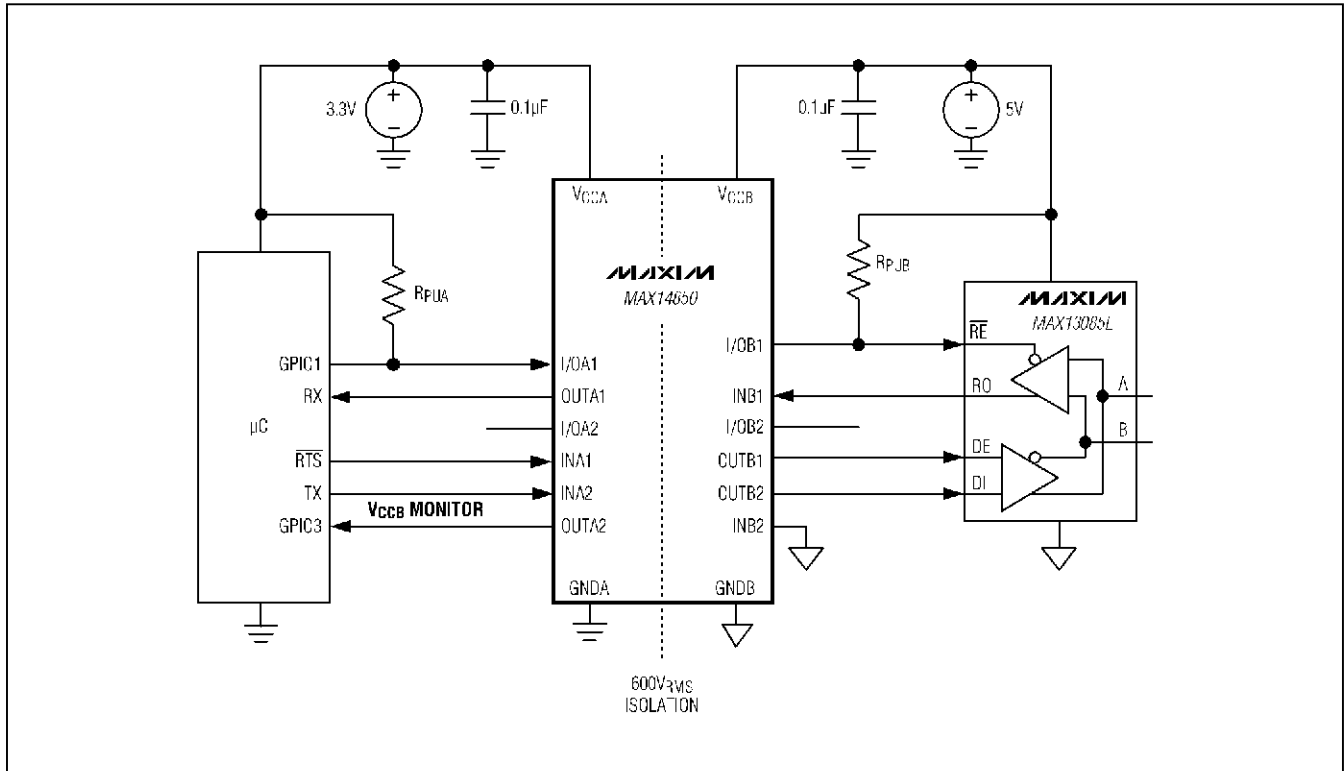 3.3V
+
−
0.1µF
0.1µF
+
−
5V
VCCA
VCCB
RPUA
RPUB
MAXIM
MAX14850
MAXIM
MAX13085E
GPIO1
I/OA1
I/OB1
RE
RX
OUTA1
INB1
RO
A
µC
I/OA2
I/OB2
B
RTS
INA1
OUTB1
DE
TX
INA2
OUTB2
DI
VCCB MONITOR
GPIO3
OUTA2
INB2
GNDA
GNDB
600VRMS
ISOLATION